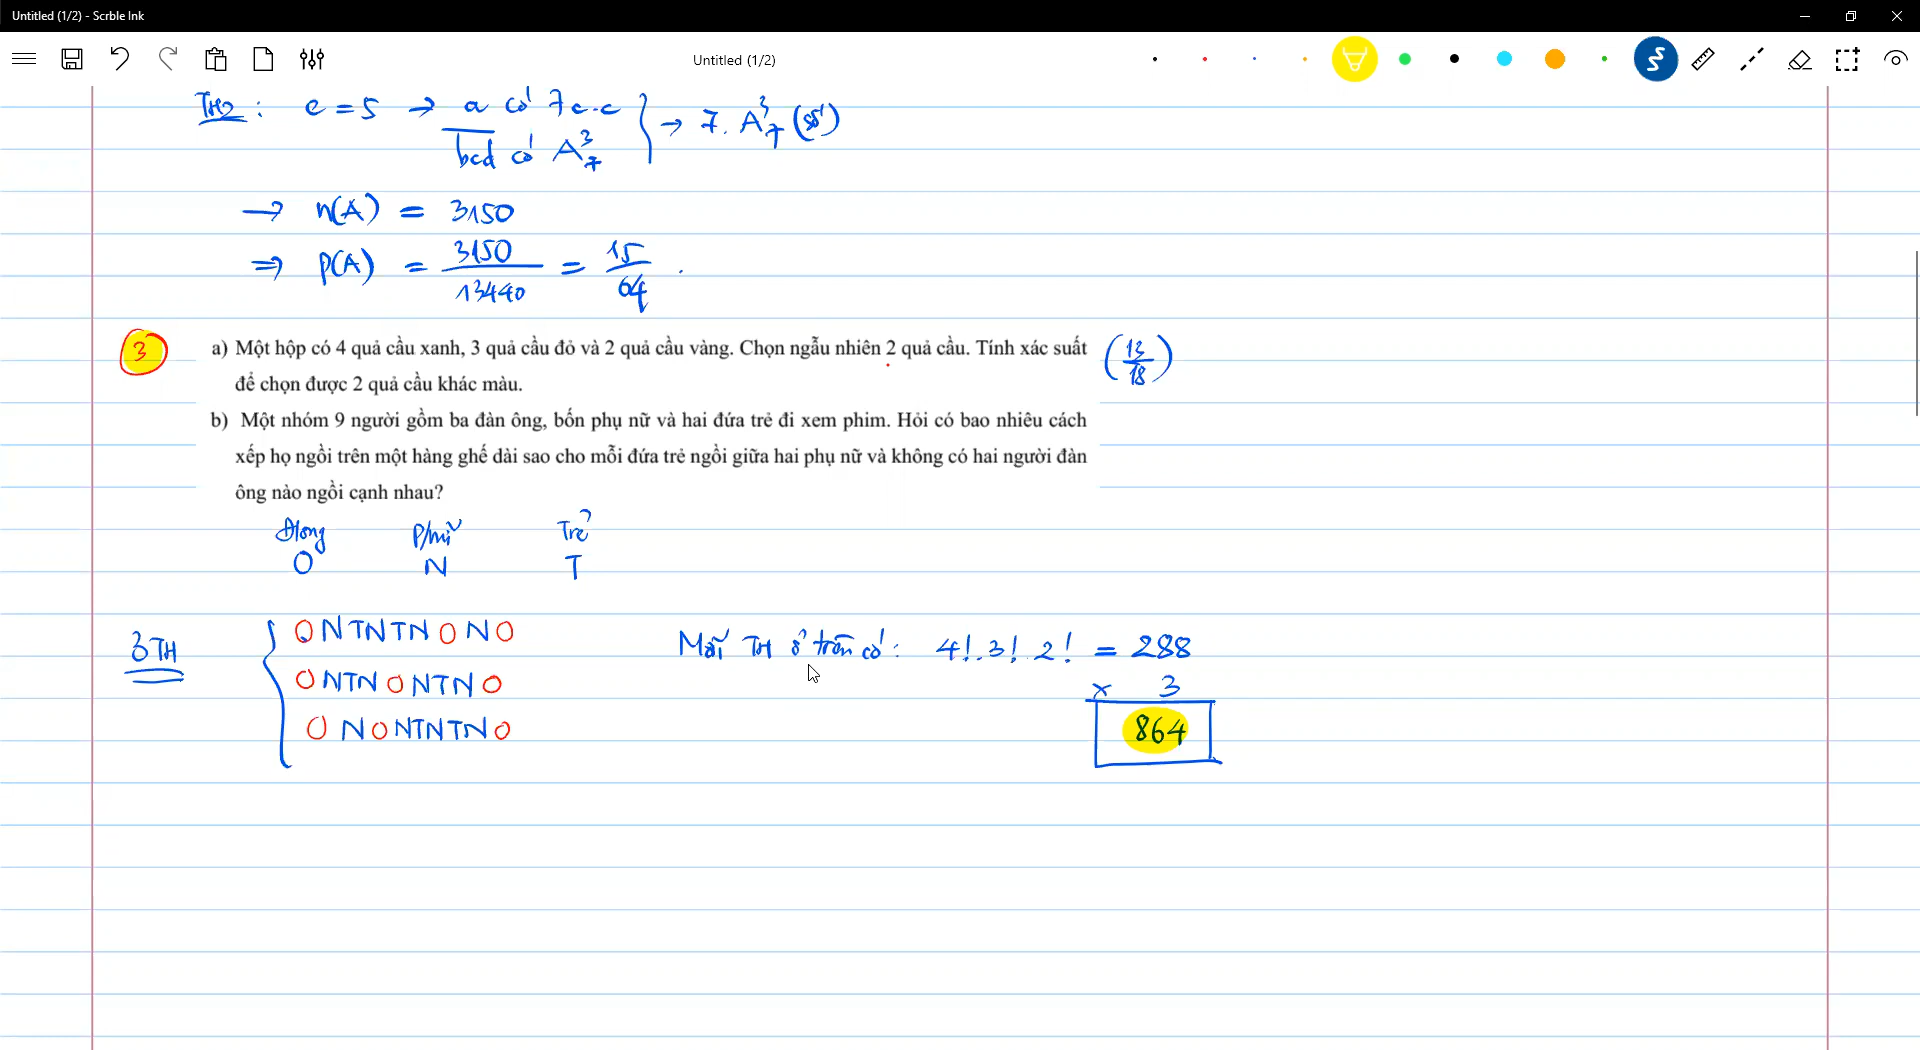 Untitled (1/2) - Scrble Ink
Untitled (1/2)
TH2 : e = 5 → a có 7 c.c
bcd có A³₇
→ 7. A³₇ (số)
→ n(A) = 3150
⇒ P(A) = 3150/13440 = 15/64 .
3
a) Một hộp có 4 quả cầu xanh, 3 quả cầu đỏ và 2 quả cầu vàng. Chọn ngẫu nhiên 2 quả cầu. Tính xác suất (13/18)
để chọn được 2 quả cầu khác màu.
b) Một nhóm 9 người gồm ba đàn ông, bốn phụ nữ và hai đứa trẻ đi xem phim. Hỏi có bao nhiêu cách
xếp họ ngồi trên một hàng ghế dài sao cho mỗi đứa trẻ ngồi giữa hai phụ nữ và không có hai người đàn
ông nào ngồi cạnh nhau?
Đ/ông P/nữ Trẻ
O N T
3 TH
O N T N T N O N O
O N T N O N T N O
O N O N T N T N O
Mỗi TH ở trên có : 4! . 3! . 2! = 288
x 3
864